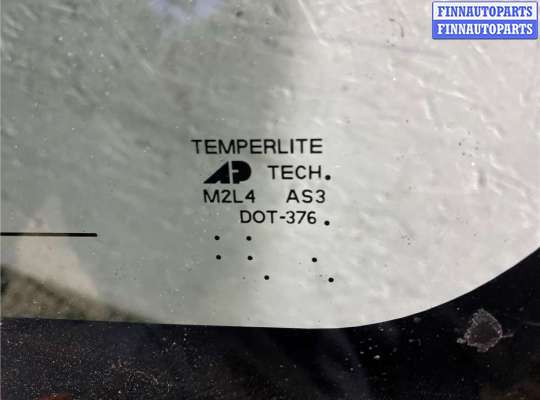 FINNAUTOPARTS
FINNAUTOPARTS
TEMPERLITE
AP TECH.
M2L4 AS3
DOT-376.